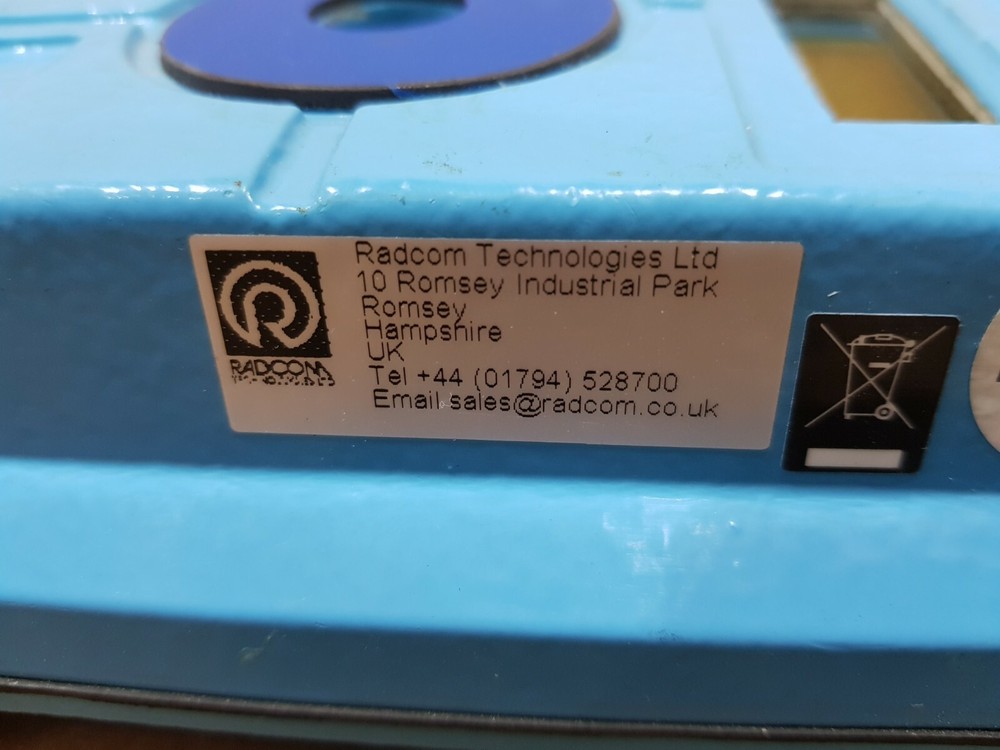 Radcom Technologies Ltd
10 Romsey Industrial Park
Romsey
Hampshire
UK
Tel +44 (01794) 528700
Email sales@radcom.co.uk
RADCOM
TECHNOLOGIES